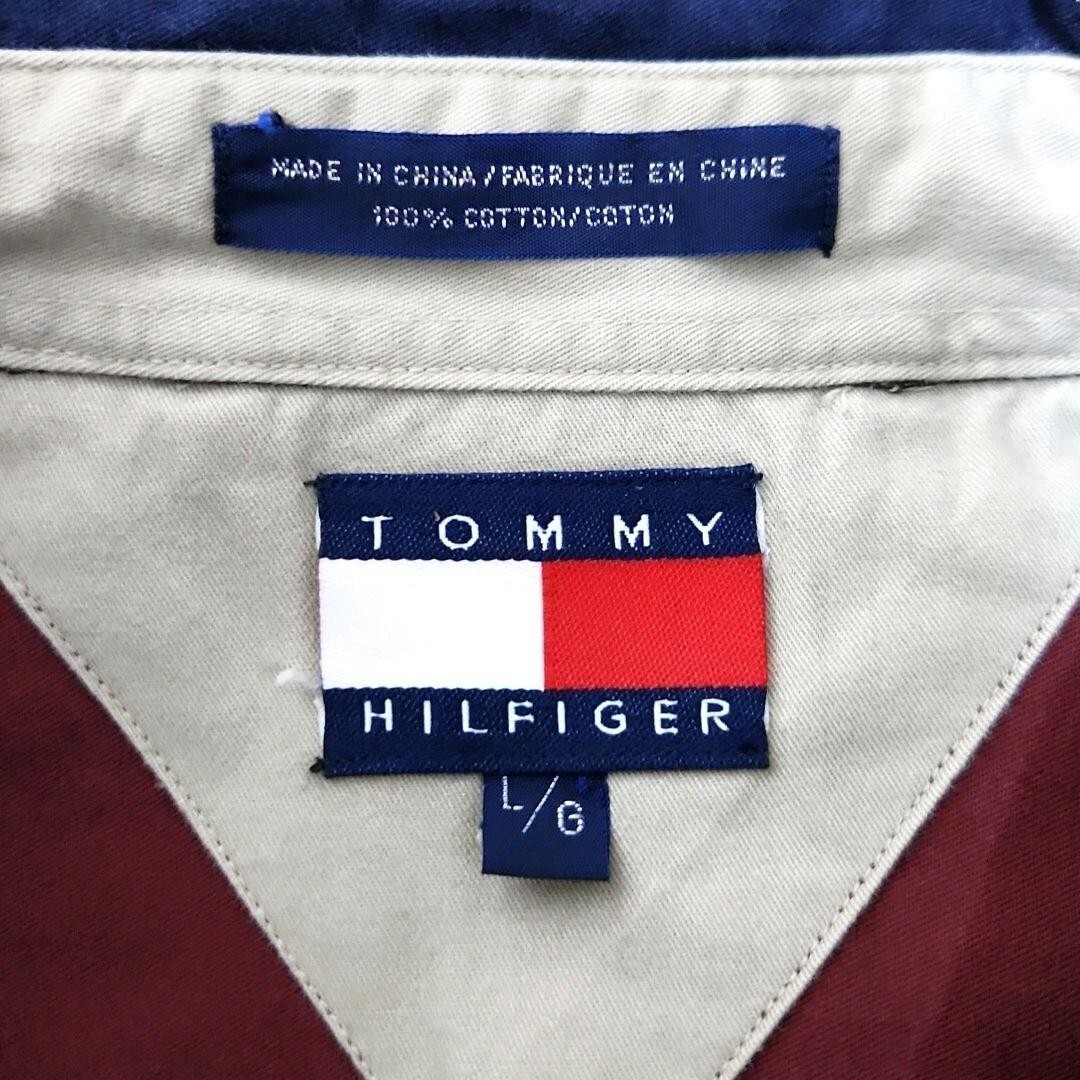 MADE IN CHINA/FABRIQUE EN CHINE
100% COTTON/COTON
TOMMY
HILFIGER
L/G